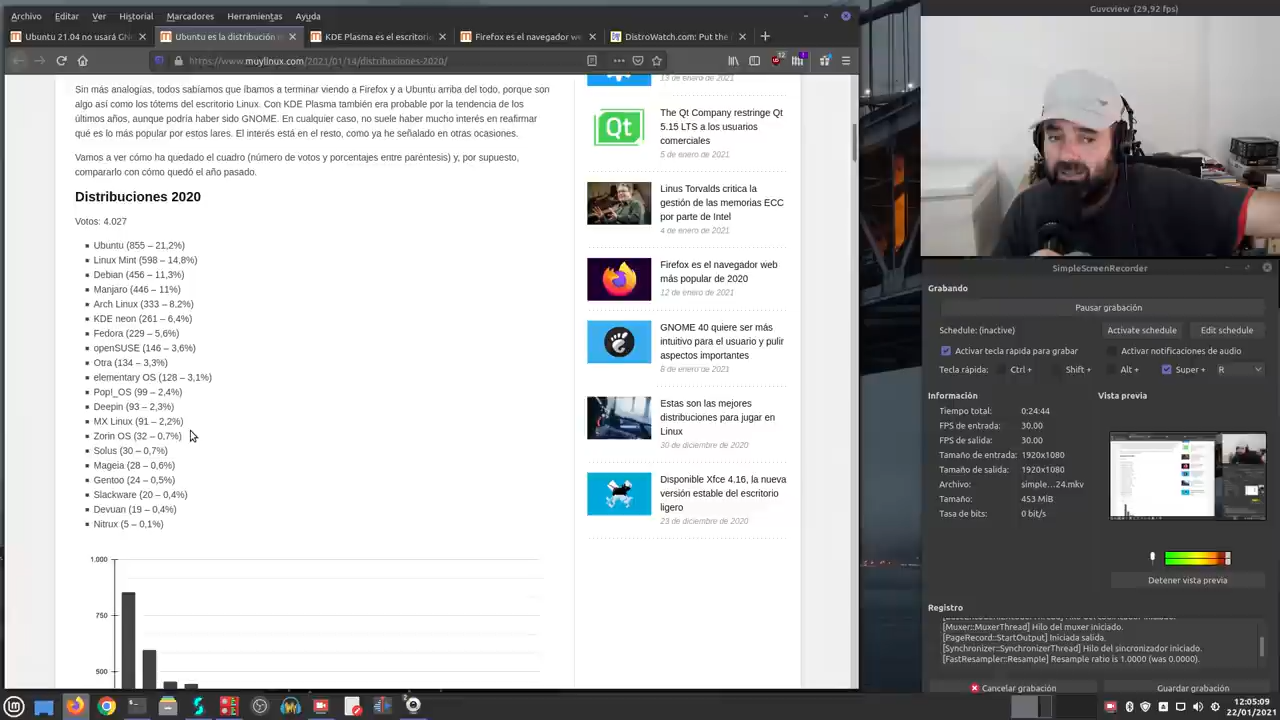 Archivo Editar Ver Historial Marcadores Herramientas Ayuda
Ubuntu 21.04 no usará GN
Ubuntu es la distribución
KDE Plasma es el escritorio
Firefox es el navegador we
DistroWatch.com: Put the
https://www.muylinux.com/2021/01/14/distribuciones-2020/
Sin más analogías, todos sabíamos que íbamos a terminar viendo a Firefox y a Ubuntu arriba del todo, porque son
algo así como los tótems del escritorio Linux. Con KDE Plasma también era probable por la tendencia de los
últimos años, aunque podría haber sido GNOME. En cualquier caso, no suele haber mucho interés en reafirmar
qué es lo más popular por estos lares. El interés está en el resto, como ya he señalado en otras ocasiones.
Vamos a ver cómo ha quedado el cuadro (número de votos y porcentajes entre paréntesis) y, por supuesto,
compararlo con cómo quedó el año pasado.
Distribuciones 2020
Votos: 4.027
Ubuntu (855 – 21,2%)
Linux Mint (598 – 14,8%)
Debian (456 – 11,3%)
Manjaro (446 – 11%)
Arch Linux (333 – 8,2%)
KDE neon (261 – 6,4%)
Fedora (229 – 5,6%)
openSUSE (146 – 3,6%)
Otra (134 – 3,3%)
elementary OS (128 – 3,1%)
Pop!_OS (99 – 2,4%)
Deepin (93 – 2,3%)
MX Linux (91 – 2,2%)
Zorin OS (32 – 0,7%)
Solus (30 – 0,7%)
Mageia (28 – 0,6%)
Gentoo (24 – 0,5%)
Slackware (20 – 0,4%)
Devuan (19 – 0,4%)
Nitrux (5 – 0,1%)
1.000
750
500
13 de enero de 2021
Qt
The Qt Company restringe Qt
5.15 LTS a los usuarios
comerciales
5 de enero de 2021
Linus Torvalds critica la
gestión de las memorias ECC
por parte de Intel
4 de enero de 2021
Firefox es el navegador web
más popular de 2020
12 de enero de 2021
GNOME 40 quiere ser más
intuitivo para el usuario y pulir
aspectos importantes
8 de enero de 2021
Estas son las mejores
distribuciones para jugar en
Linux
30 de diciembre de 2020
Disponible Xfce 4.16, la nueva
versión estable del escritorio
ligero
23 de diciembre de 2020
Guvcview (29,92 fps)
SimpleScreenRecorder
Grabando
Pausar grabación
Schedule: (inactive)
Activate schedule
Edit schedule
Activar tecla rápida para grabar
Activar notificaciones de audio
Tecla rápida: Ctrl + Shift + Alt + Super + R
Información
Tiempo total: 0:24:44
FPS de entrada: 30.00
FPS de salida: 30.00
Tamaño de entrada: 1920x1080
Tamaño de salida: 1920x1080
Archivo: simple...24.mkv
Tamaño: 453 MiB
Tasa de bits: 0 bit/s
Vista previa
Detener vista previa
Registro
[Muxer::MuxerThread] Hilo del muxer iniciado.
[PageRecord::StartOutput] Iniciada salida.
[Synchronizer::SynchronizerThread] Hilo del sincronizador iniciado.
[FastResampler::Resample] Resample ratio is 1.0000 (was 0.0000).
Cancelar grabación
Guardar grabación
12:05:09
22/01/2021